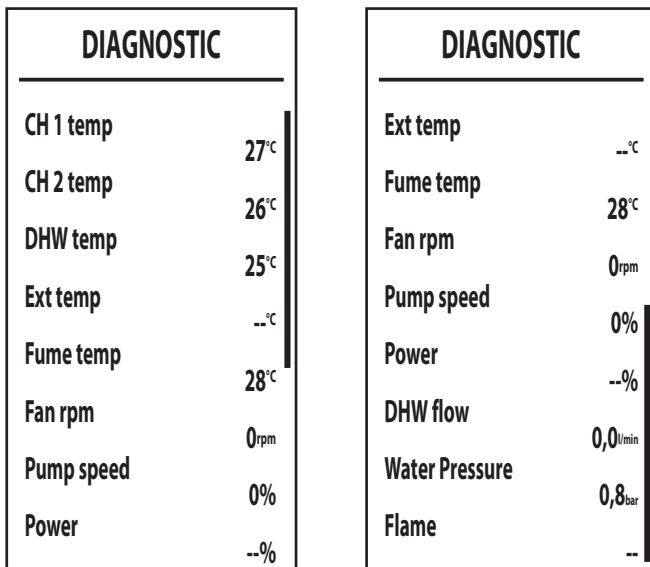 DIAGNOSTIC
CH 1 temp
27°C
CH 2 temp
26°C
DHW temp
25°C
Ext temp
--°C
Fume temp
28°C
Fan rpm
0rpm
Pump speed
0%
Power
--%
DIAGNOSTIC
Ext temp
--°C
Fume temp
28°C
Fan rpm
0rpm
Pump speed
0%
Power
--%
DHW flow
0,0l/min
Water Pressure
0,8bar
Flame
--